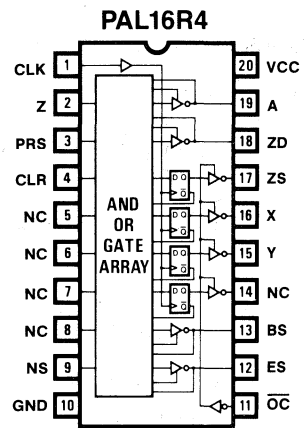 PAL16R4
CLK 1 20 VCC
Z 2 19 A
PRS 3 18 ZD
CLR 4 D Q Q̅ 17 ZS
NC 5 D Q Q̅ 16 X
NC 6 D Q Q̅ 15 Y
NC 7 D Q Q̅ 14 NC
NC 8 13 BS
NS 9 12 ES
GND 10 11 O̅C̅
AND
OR
GATE
ARRAY